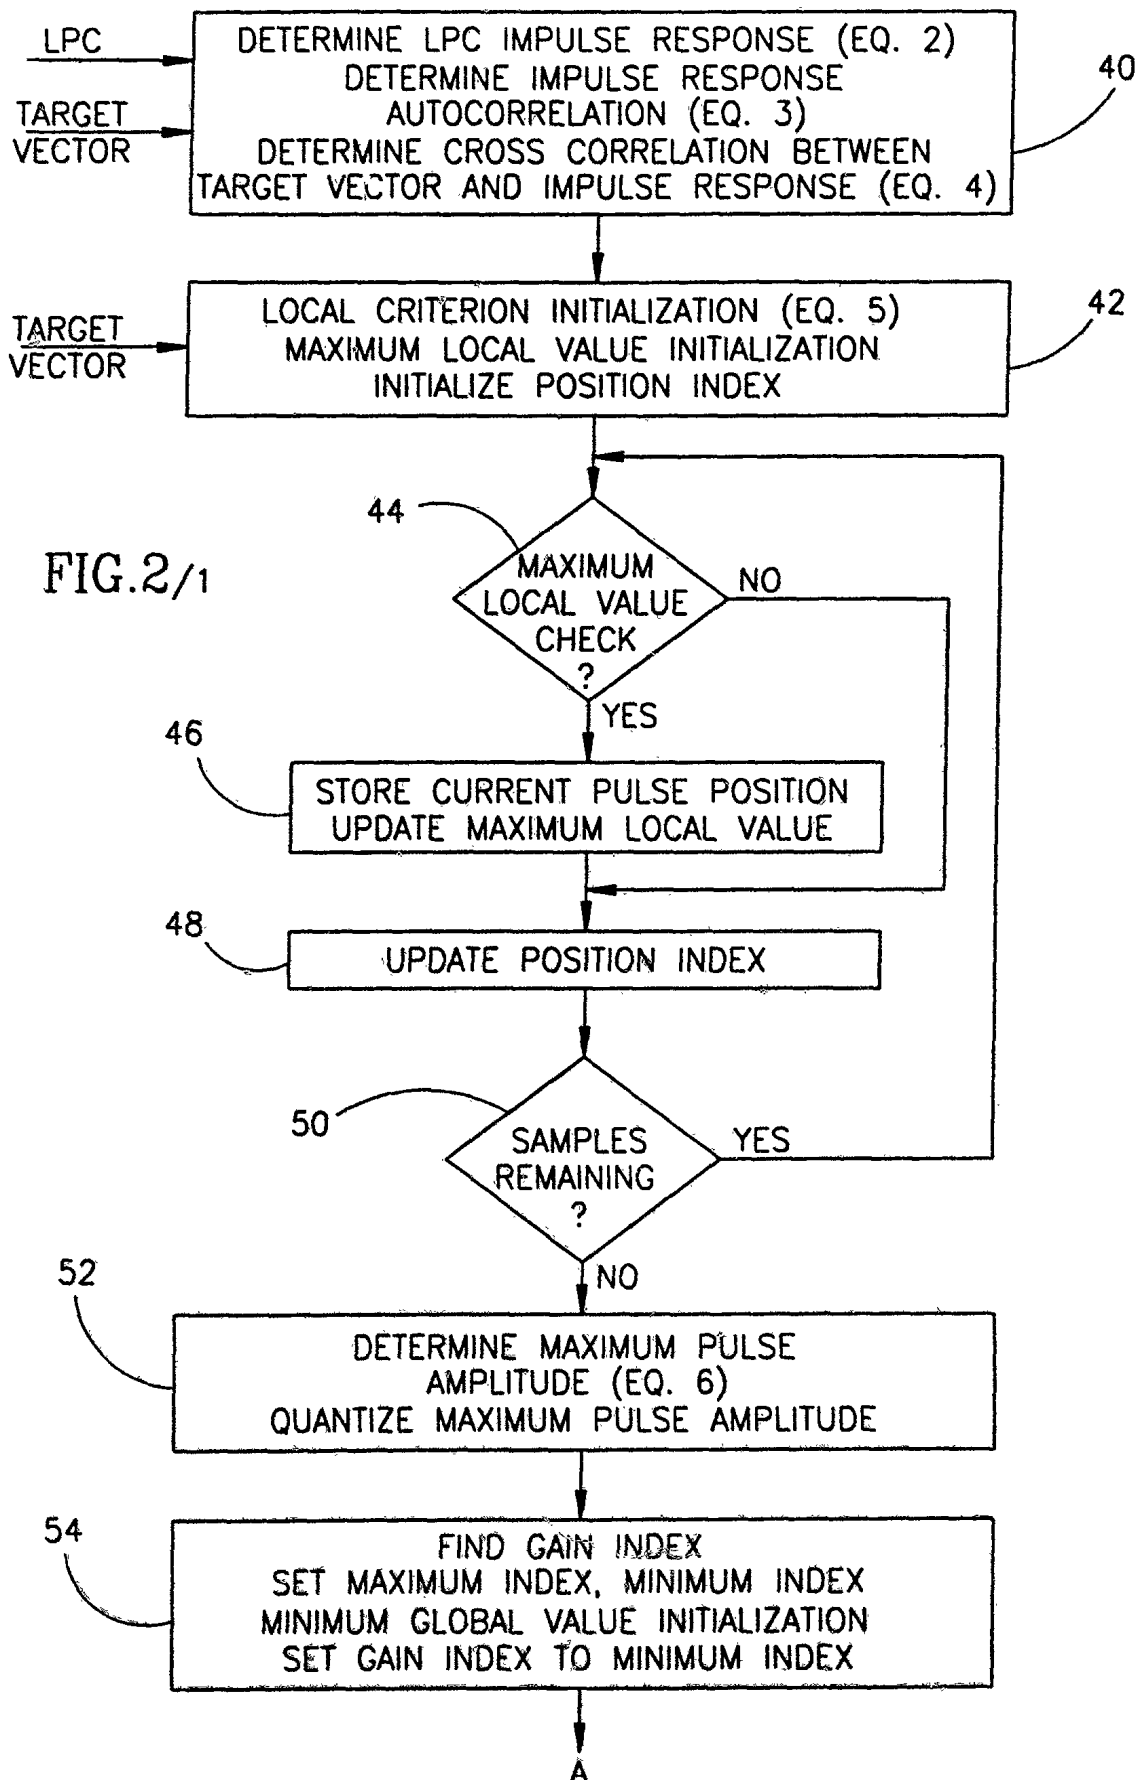 LPC
DETERMINE LPC IMPULSE RESPONSE (EQ. 2)
DETERMINE IMPULSE RESPONSE
AUTOCORRELATION (EQ. 3)
DETERMINE CROSS CORRELATION BETWEEN
TARGET VECTOR AND IMPULSE RESPONSE (EQ. 4)
40
TARGET
VECTOR
LOCAL CRITERION INITIALIZATION (EQ. 5)
MAXIMUM LOCAL VALUE INITIALIZATION
INITIALIZE POSITION INDEX
42
TARGET
VECTOR
44
FIG.2/1
MAXIMUM
LOCAL VALUE
CHECK
?
NO
YES
46
STORE CURRENT PULSE POSITION
UPDATE MAXIMUM LOCAL VALUE
48
UPDATE POSITION INDEX
50
SAMPLES
REMAINING
?
YES
NO
52
DETERMINE MAXIMUM PULSE
AMPLITUDE (EQ. 6)
QUANTIZE MAXIMUM PULSE AMPLITUDE
54
FIND GAIN INDEX
SET MAXIMUM INDEX, MINIMUM INDEX
MINIMUM GLOBAL VALUE INITIALIZATION
SET GAIN INDEX TO MINIMUM INDEX
A